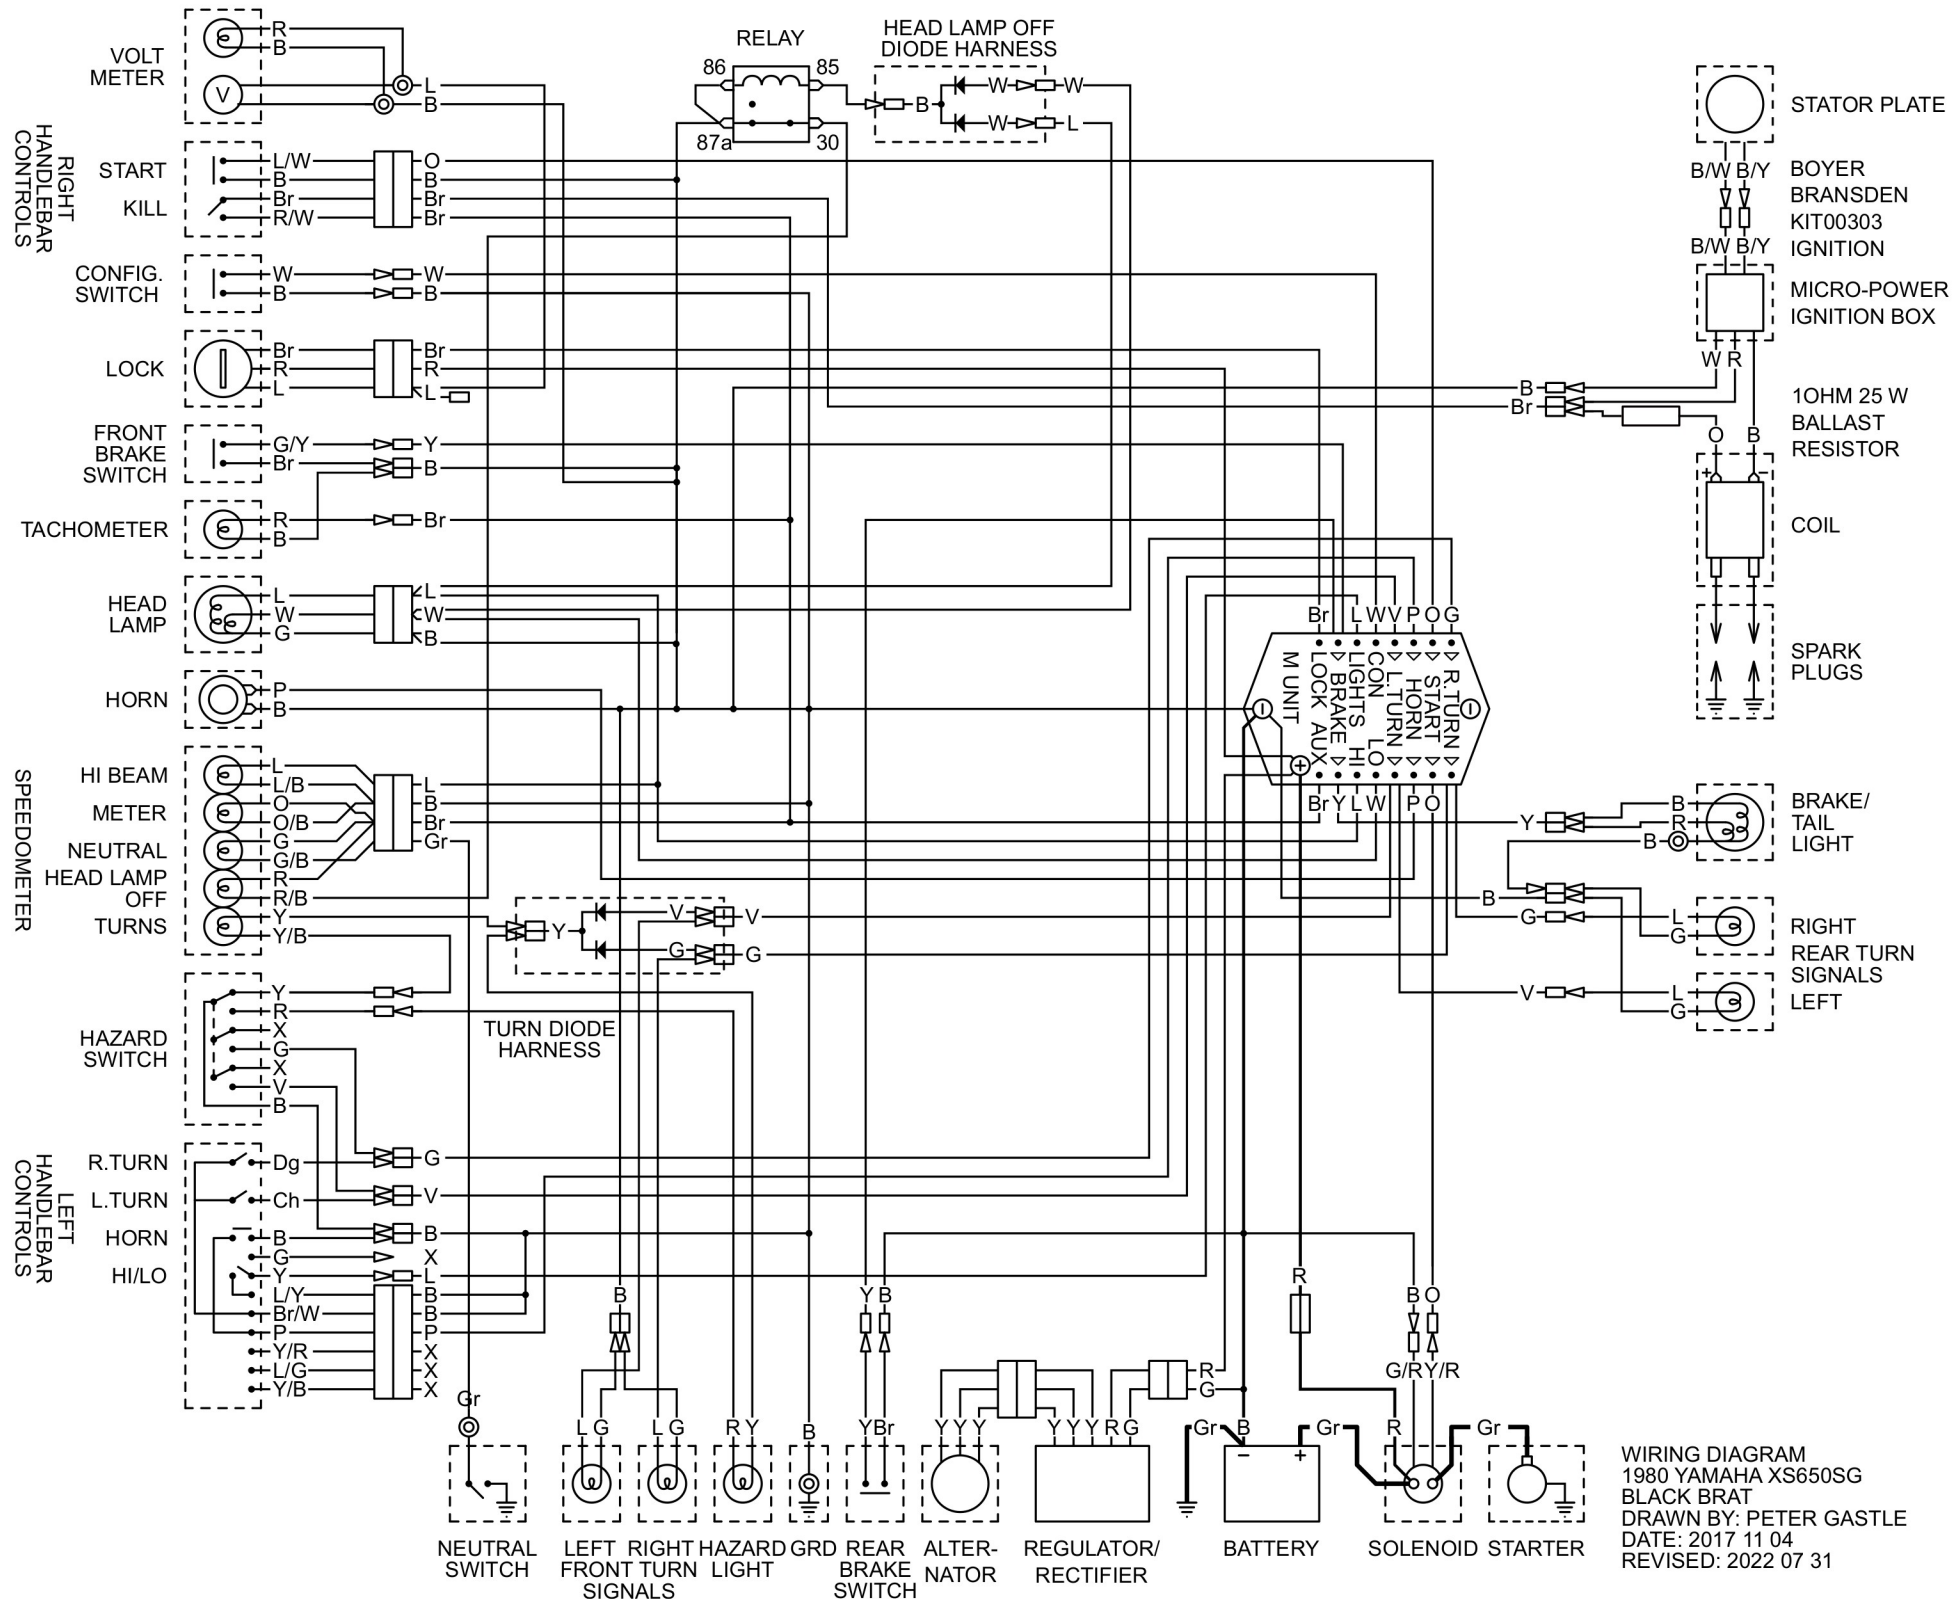 VOLT
METER
R
B
V
L
B
RELAY
86
85
87a
30
HEAD LAMP OFF
DIODE HARNESS
B
W
W
W
L
RIGHT
HANDLEBAR
CONTROLS
START
KILL
L/W
B
Br
R/W
O
B
Br
Br
CONFIG.
SWITCH
W
B
W
B
LOCK
Br
R
L
Br
R
L
FRONT
BRAKE
SWITCH
G/Y
Br
Y
B
TACHOMETER
R
B
Br
HEAD
LAMP
L
W
G
L
W
B
HORN
P
B
SPEEDOMETER
HI BEAM
METER
NEUTRAL
HEAD LAMP
OFF
TURNS
L
L/B
O
O/B
G
G/B
R
R/B
Y
Y/B
L
B
Br
Gr
Y
V
G
V
G
TURN DIODE
HARNESS
HAZARD
SWITCH
Y
R
X
G
X
V
B
LEFT
HANDLEBAR
CONTROLS
R.TURN
L.TURN
HORN
HI/LO
Dg
Ch
B
G
Y
L/Y
Br/W
P
Y/R
L/G
Y/B
G
V
B
X
L
B
B
P
X
X
X
STATOR PLATE
B/W B/Y
BOYER
BRANSDEN
KIT00303
IGNITION
B/W B/Y
MICRO-POWER
IGNITION BOX
W R
B
Br
1OHM 25 W
BALLAST
RESISTOR
O B
+ -
COIL
SPARK
PLUGS
Br L W V P O G
M UNIT
LOCK AUX
BRAKE
LIGHTS HI
CON LO
L.TURN
HORN
START
R.TURN
Br Y L W P O
Y
B
R
B
BRAKE/
TAIL
LIGHT
B
G
L
G
RIGHT
REAR TURN
SIGNALS
LEFT
V
L
G
Gr
B
Y B
R
B O
G/R Y/R
R
G
L G
L G
R Y
B
Y Br
Y Y Y
Y Y Y R G
Gr
B
- +
Gr
R
Gr
NEUTRAL
SWITCH
LEFT RIGHT
FRONT TURN
SIGNALS
HAZARD
LIGHT
GRD
REAR
BRAKE
SWITCH
ALTER-
NATOR
REGULATOR/
RECTIFIER
BATTERY
SOLENOID
STARTER
WIRING DIAGRAM
1980 YAMAHA XS650SG
BLACK BRAT
DRAWN BY: PETER GASTLE
DATE: 2017 11 04
REVISED: 2022 07 31